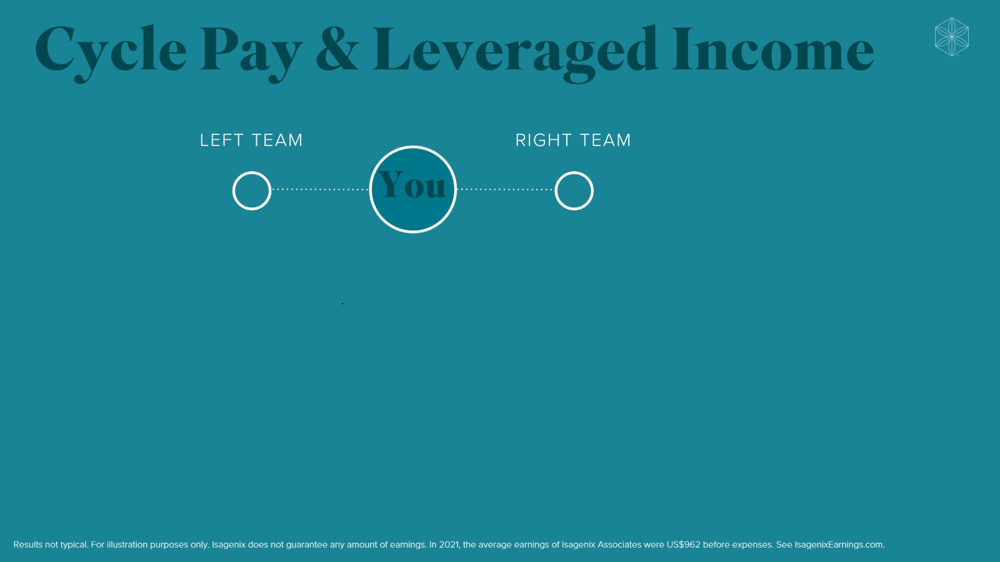 Cycle Pay & Leveraged Income
LEFT TEAM
RIGHT TEAM
You
Results not typical. For illustration purposes only. Isagenix does not guarantee any amount of earnings. In 2021, the average earnings of Isagenix Associates were US$962 before expenses. See IsagenixEarnings.com.